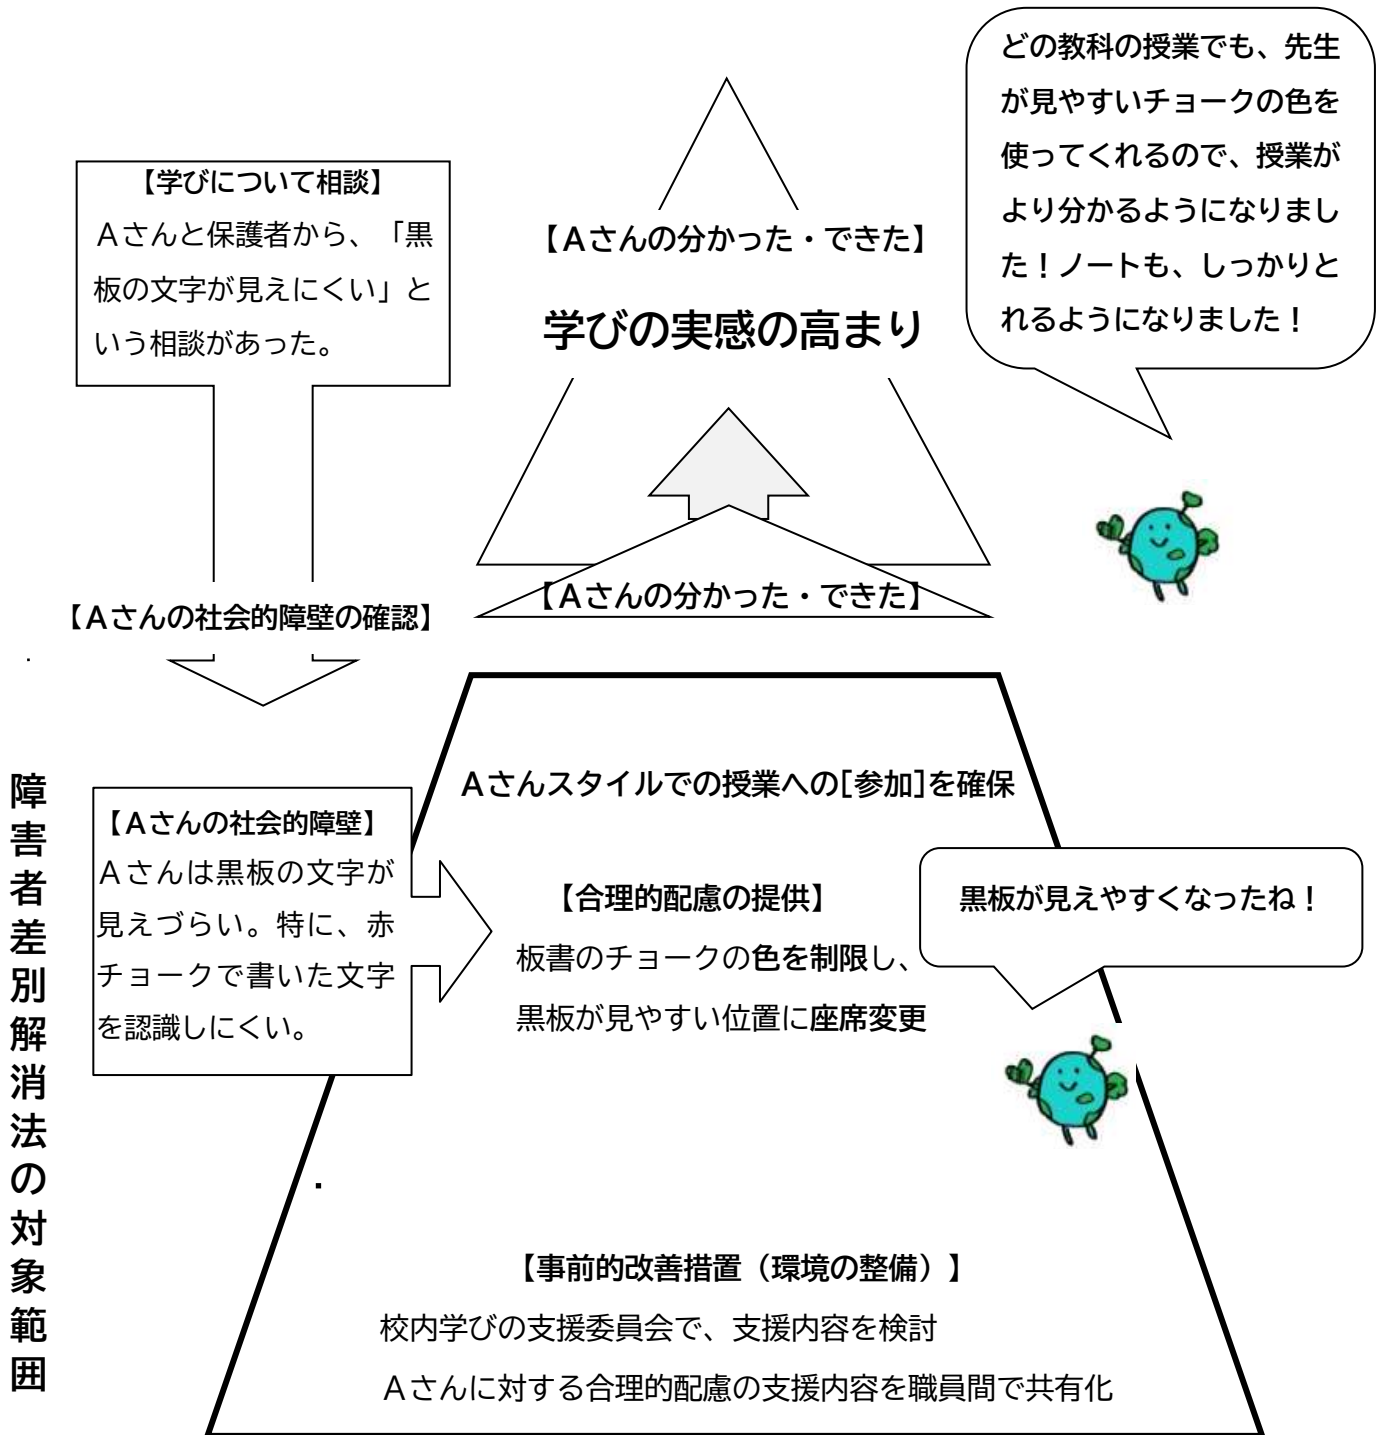 どの教科の授業でも、先生
が見やすいチョークの色を
使ってくれるので、授業が
より分かるようになりまし
た！ノートも、しっかりと
れるようになりました！
【学びについて相談】
Ａさんと保護者から、「黒
板の文字が見えにくい」と
いう相談があった。
【Ａさんの分かった・できた】
学びの実感の高まり
【Ａさんの分かった・できた】
【Ａさんの社会的障壁の確認】
障害者差別解消法の対象範囲
Ａさんスタイルでの授業への[参加]を確保
【Ａさんの社会的障壁】
Ａさんは黒板の文字が
見えづらい。特に、赤
チョークで書いた文字
を認識しにくい。
【合理的配慮の提供】
板書のチョークの色を制限し、
黒板が見やすい位置に座席変更
黒板が見えやすくなったね！
【事前的改善措置（環境の整備）】
校内学びの支援委員会で、支援内容を検討
Ａさんに対する合理的配慮の支援内容を職員間で共有化